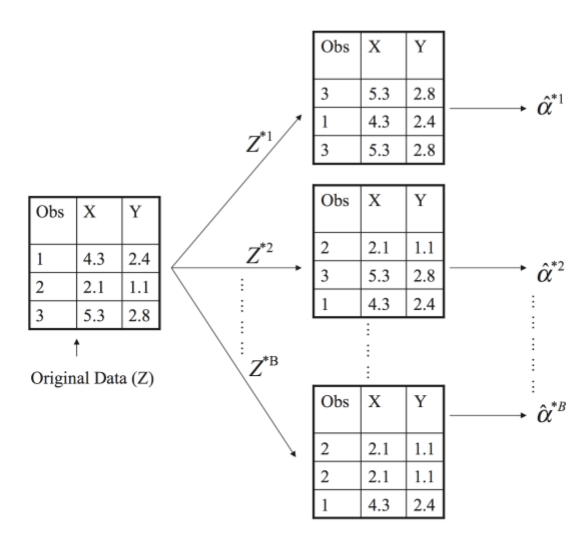 Obs X Y
3 5.3 2.8
1 4.3 2.4
3 5.3 2.8
α̂*1
Z*1
Obs X Y
1 4.3 2.4
2 2.1 1.1
3 5.3 2.8
Original Data (Z)
Z*2
Obs X Y
2 2.1 1.1
3 5.3 2.8
1 4.3 2.4
α̂*2
Z*B
Obs X Y
2 2.1 1.1
2 2.1 1.1
1 4.3 2.4
α̂*B